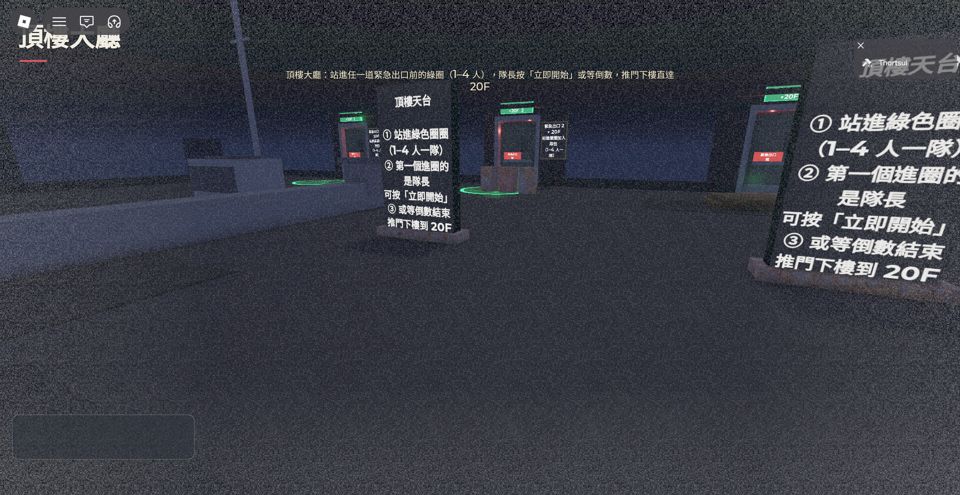 頂樓大廳
頂樓大廳：站進任一道緊急出口前的綠圈（1–4 人），隊長按「立即開始」或等倒數，推門下樓直達
20F
Thortsui
頂樓天台
① 站進綠色圈圈
（1–4 人一隊）
② 第一個進圈的
是隊長
可按「立即開始」
③ 或等倒數結束
推門下樓到 20F
緊急出口 2
頂樓天台
① 站進綠色圈
（1–4 人一隊）
② 第一個進圈的
是隊長
可按「立即開始」
③ 或等倒數結束
推門下樓到 20F